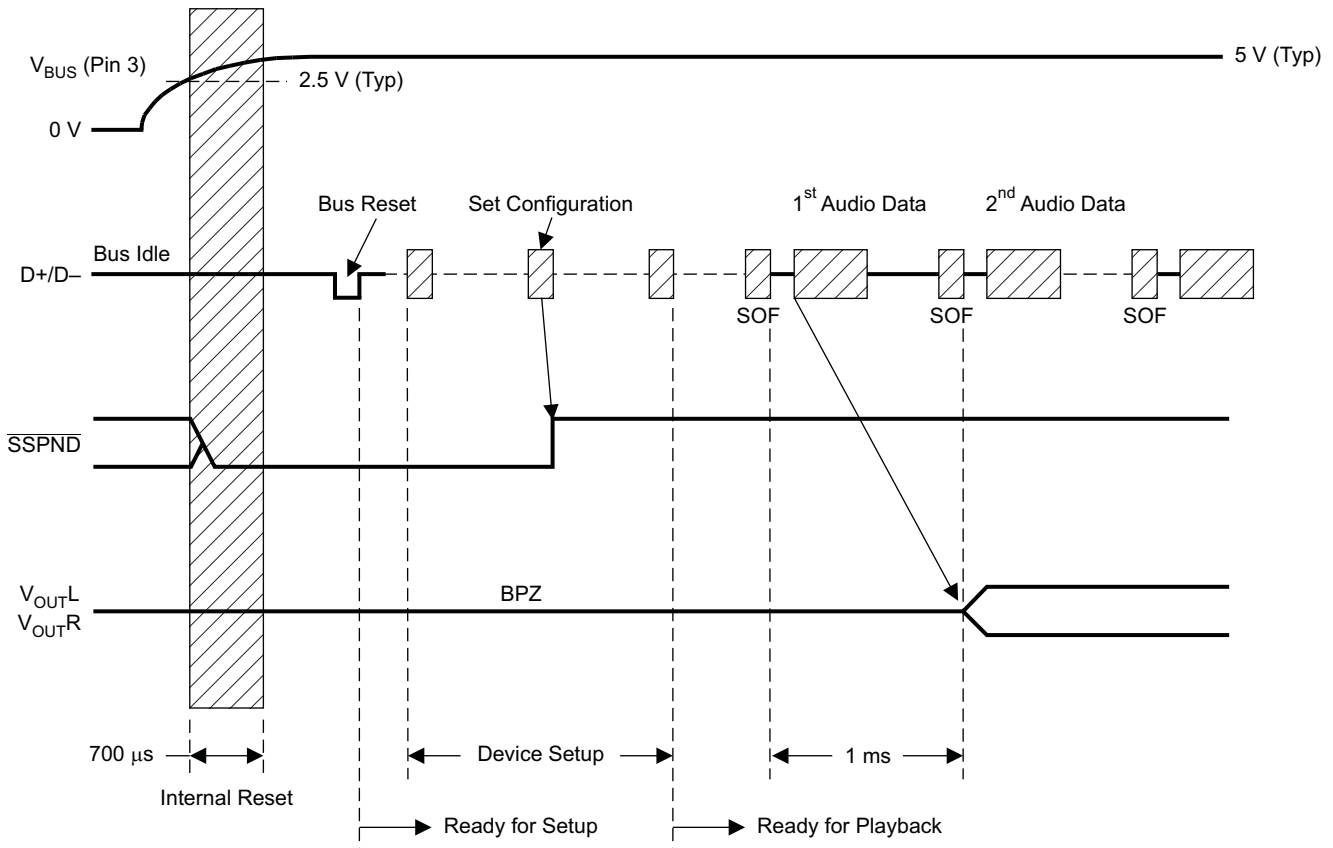 V_BUS (Pin 3)
5 V (Typ)
2.5 V (Typ)
0 V
Bus Reset
Set Configuration
1st Audio Data
2nd Audio Data
Bus Idle
D+/D–
SOF
SOF
SOF
SSPND
V_OUTL
V_OUTR
BPZ
700 μs
Device Setup
1 ms
Internal Reset
Ready for Setup
Ready for Playback